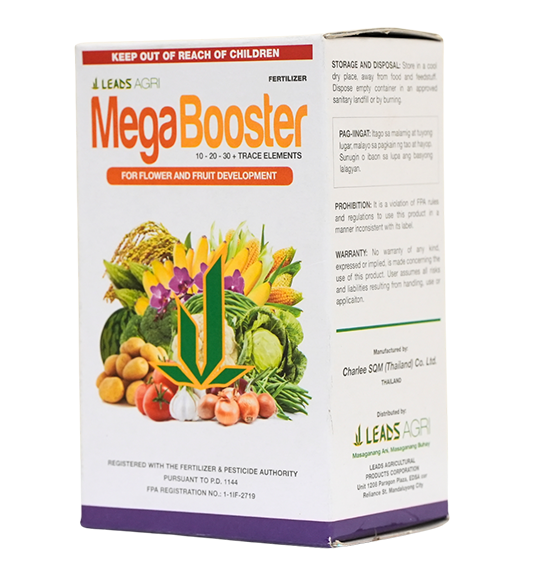 KEEP OUT OF REACH OF CHILDREN
LEADS AGRI
FERTILIZER
MegaBooster
10 - 20 - 30 + TRACE ELEMENTS
FOR FLOWER AND FRUIT DEVELOPMENT
REGISTERED WITH THE FERTILIZER & PESTICIDE AUTHORITY
PURSUANT TO P.D. 1144
FPA REGISTRATION NO.: 1-1IF-2719
STORAGE AND DISPOSAL: Store in a cool
dry place, away from food and feedstuff.
Dispose empty container in an approved
sanitary landfill or by burning.
PAG-IINGAT: Itago sa malamig at tuyong
lugar, malayo sa pagkain ng tao at hayop.
Sunugin o ibaon sa lupa ang basyong
lalagyan.
PROHIBITION: It is a violation of FPA rules
and regulations to use this product in a
manner inconsistent with its label.
WARRANTY: No warranty of any kind,
expressed or implied, is made concerning the
use of this product. User assumes all risks
and liabilities resulting from handling, use or
applicaiton.
Manufactured by:
Charlee SQM (Thailand) Co. Ltd.
THAILAND
Distributed by
LEADS AGRI
Masaganang Ani, Masaganang Buhay
LEADS AGRICULTURAL
PRODUCTS CORPORATION
Unit 1208 Paragon Plaza, EDSA cor
Reliance St. Mandaluyong City